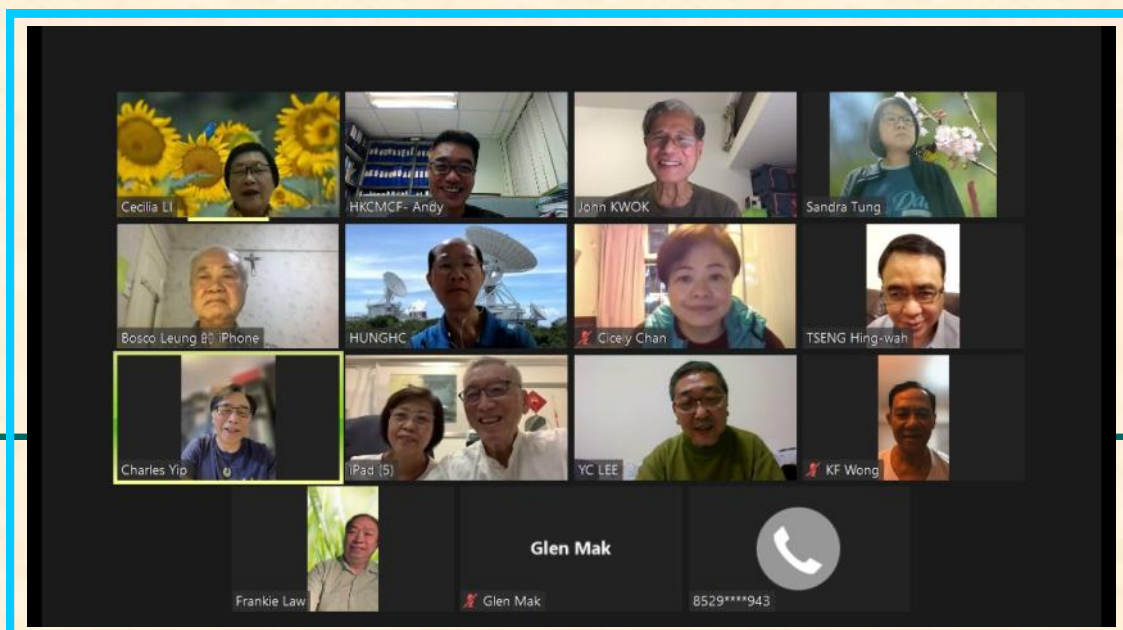 Cecilia LI
HKCMCF- Andy
John KWOK
Sandra Tung
Bosco Leung 的 iPhone
HUNGHC
Cicely Chan
TSENG Hing-wah
Charles Yip
iPad (5)
YC LEE
KF Wong
Frankie Law
Glen Mak
Glen Mak
8529****943